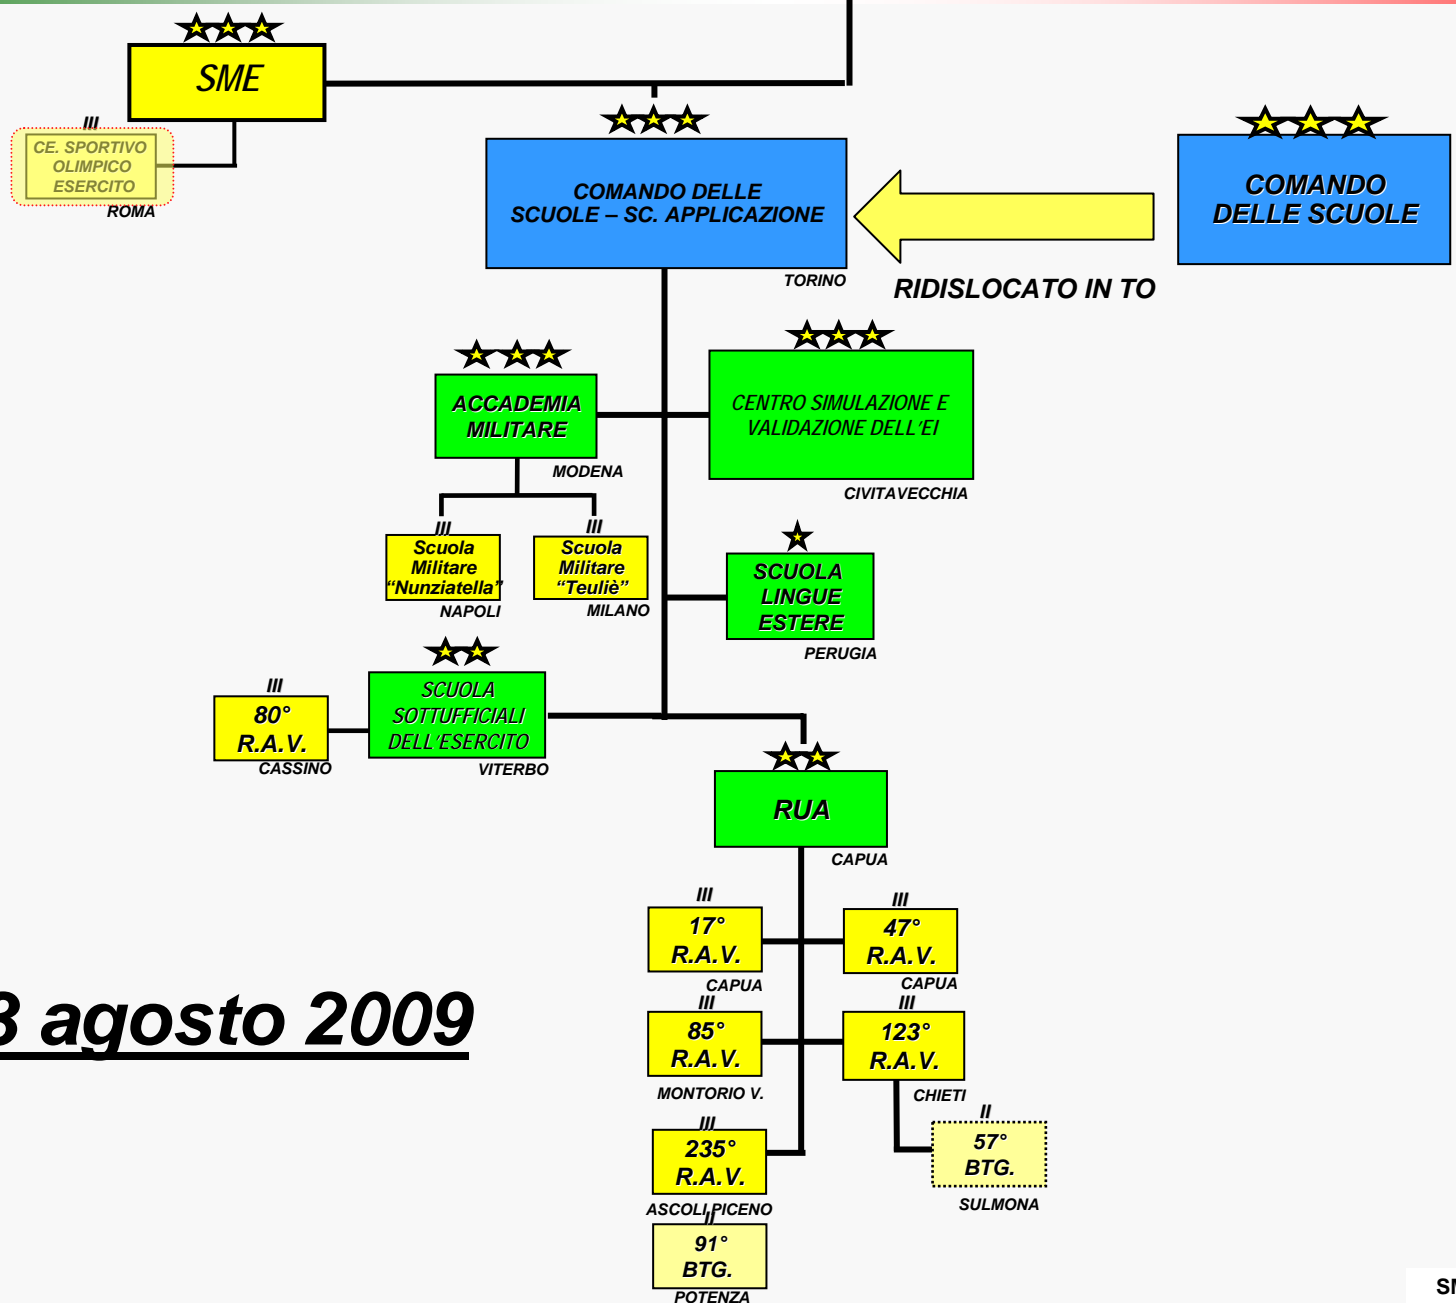 SME
III
CE. SPORTIVO
OLIMPICO
ESERCITO
ROMA
COMANDO DELLE
SCUOLE – SC. APPLICAZIONE
TORINO
COMANDO
DELLE SCUOLE
RIDISLOCATO IN TO
ACCADEMIA
MILITARE
MODENA
CENTRO SIMULAZIONE E
VALIDAZIONE DELL'EI
CIVITAVECCHIA
III
Scuola
Militare
“Nunziatella”
NAPOLI
III
Scuola
Militare
“Teuliè”
MILANO
SCUOLA
LINGUE
ESTERE
PERUGIA
III
80°
R.A.V.
CASSINO
SCUOLA
SOTTUFFICIALI
DELL'ESERCITO
VITERBO
RUA
CAPUA
III
17°
R.A.V.
CAPUA
III
47°
R.A.V.
CAPUA
III
85°
R.A.V.
MONTORIO V.
III
123°
R.A.V.
CHIETI
3 agosto 2009
III
235°
R.A.V.
ASCOLI PICENO
II
57°
BTG.
SULMONA
II
91°
BTG.
POTENZA